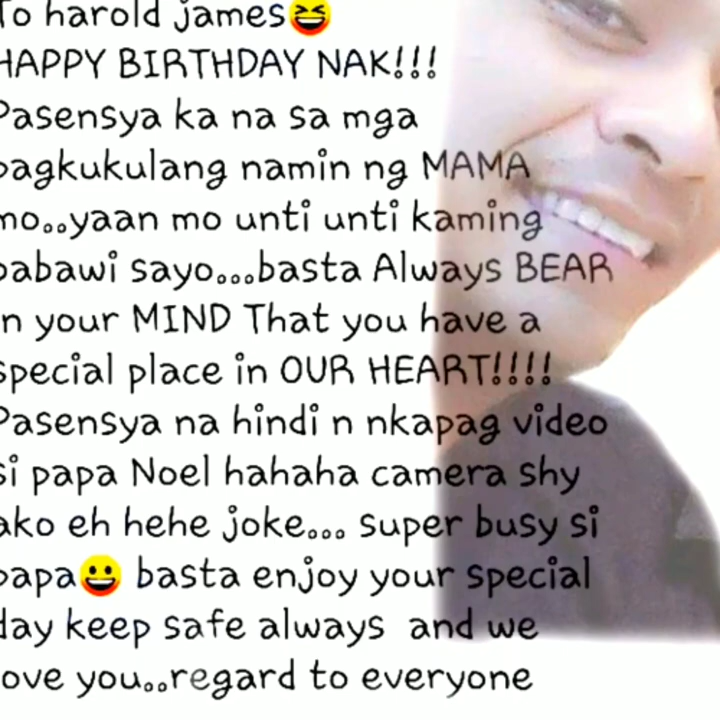 To harold james😆
HAPPY BIRTHDAY NAK!!!
Pasensya ka na sa mga
pagkukulang namin ng MAMA
mo..yaan mo unti unti kaming
babawi sayo...basta Always BEAR
in your MIND That you have a
special place in OUR HEART!!!!
Pasensya na hindi n nkapag video
si papa Noel hahaha camera shy
ako eh hehe joke... super busy si
papa😀 basta enjoy your special
day keep safe always and we
love you..regard to everyone